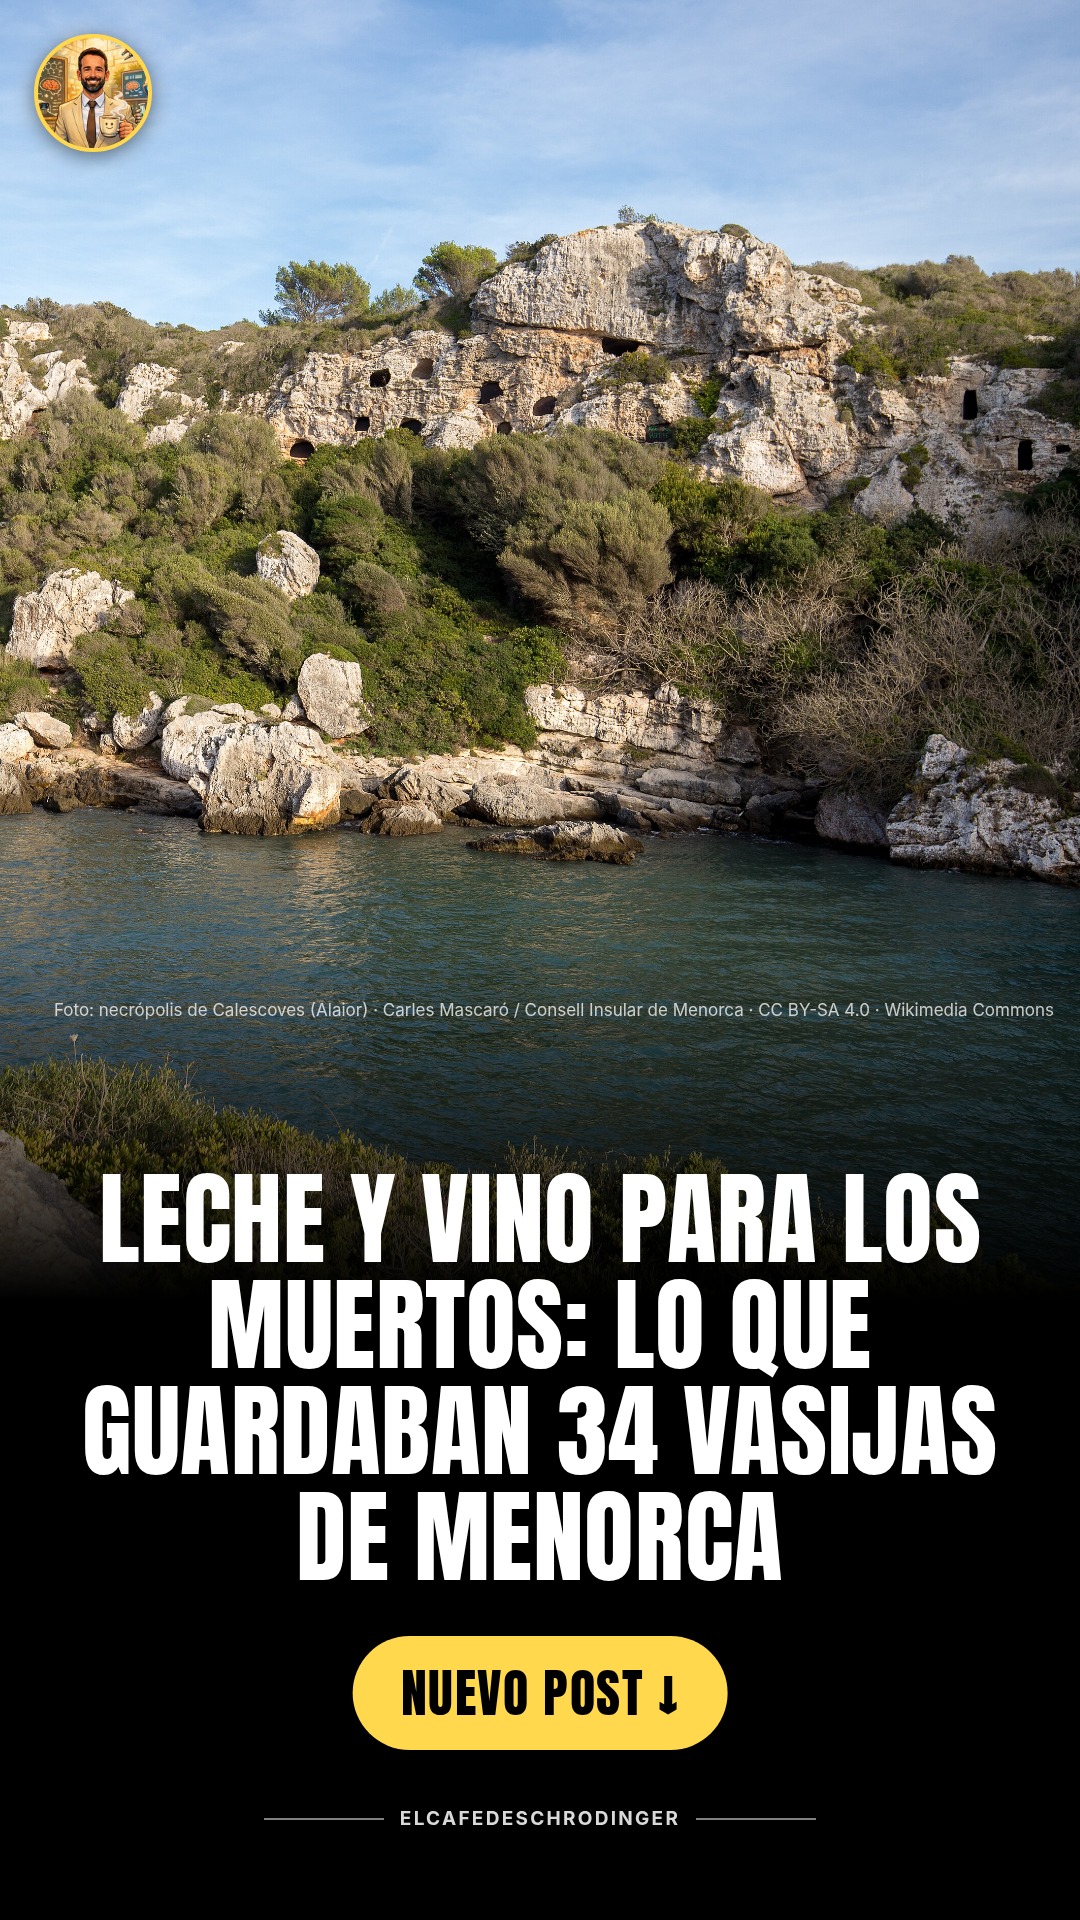 Foto: necrópolis de Calescoves (Alaior) · Carles Mascaró / Consell Insular de Menorca · CC BY-SA 4.0 · Wikimedia Commons
LECHE Y VINO PARA LOS
MUERTOS: LO QUE
GUARDABAN 34 VASIJAS
DE MENORCA
NUEVO POST ↓
ELCAFEDESCHRODINGER